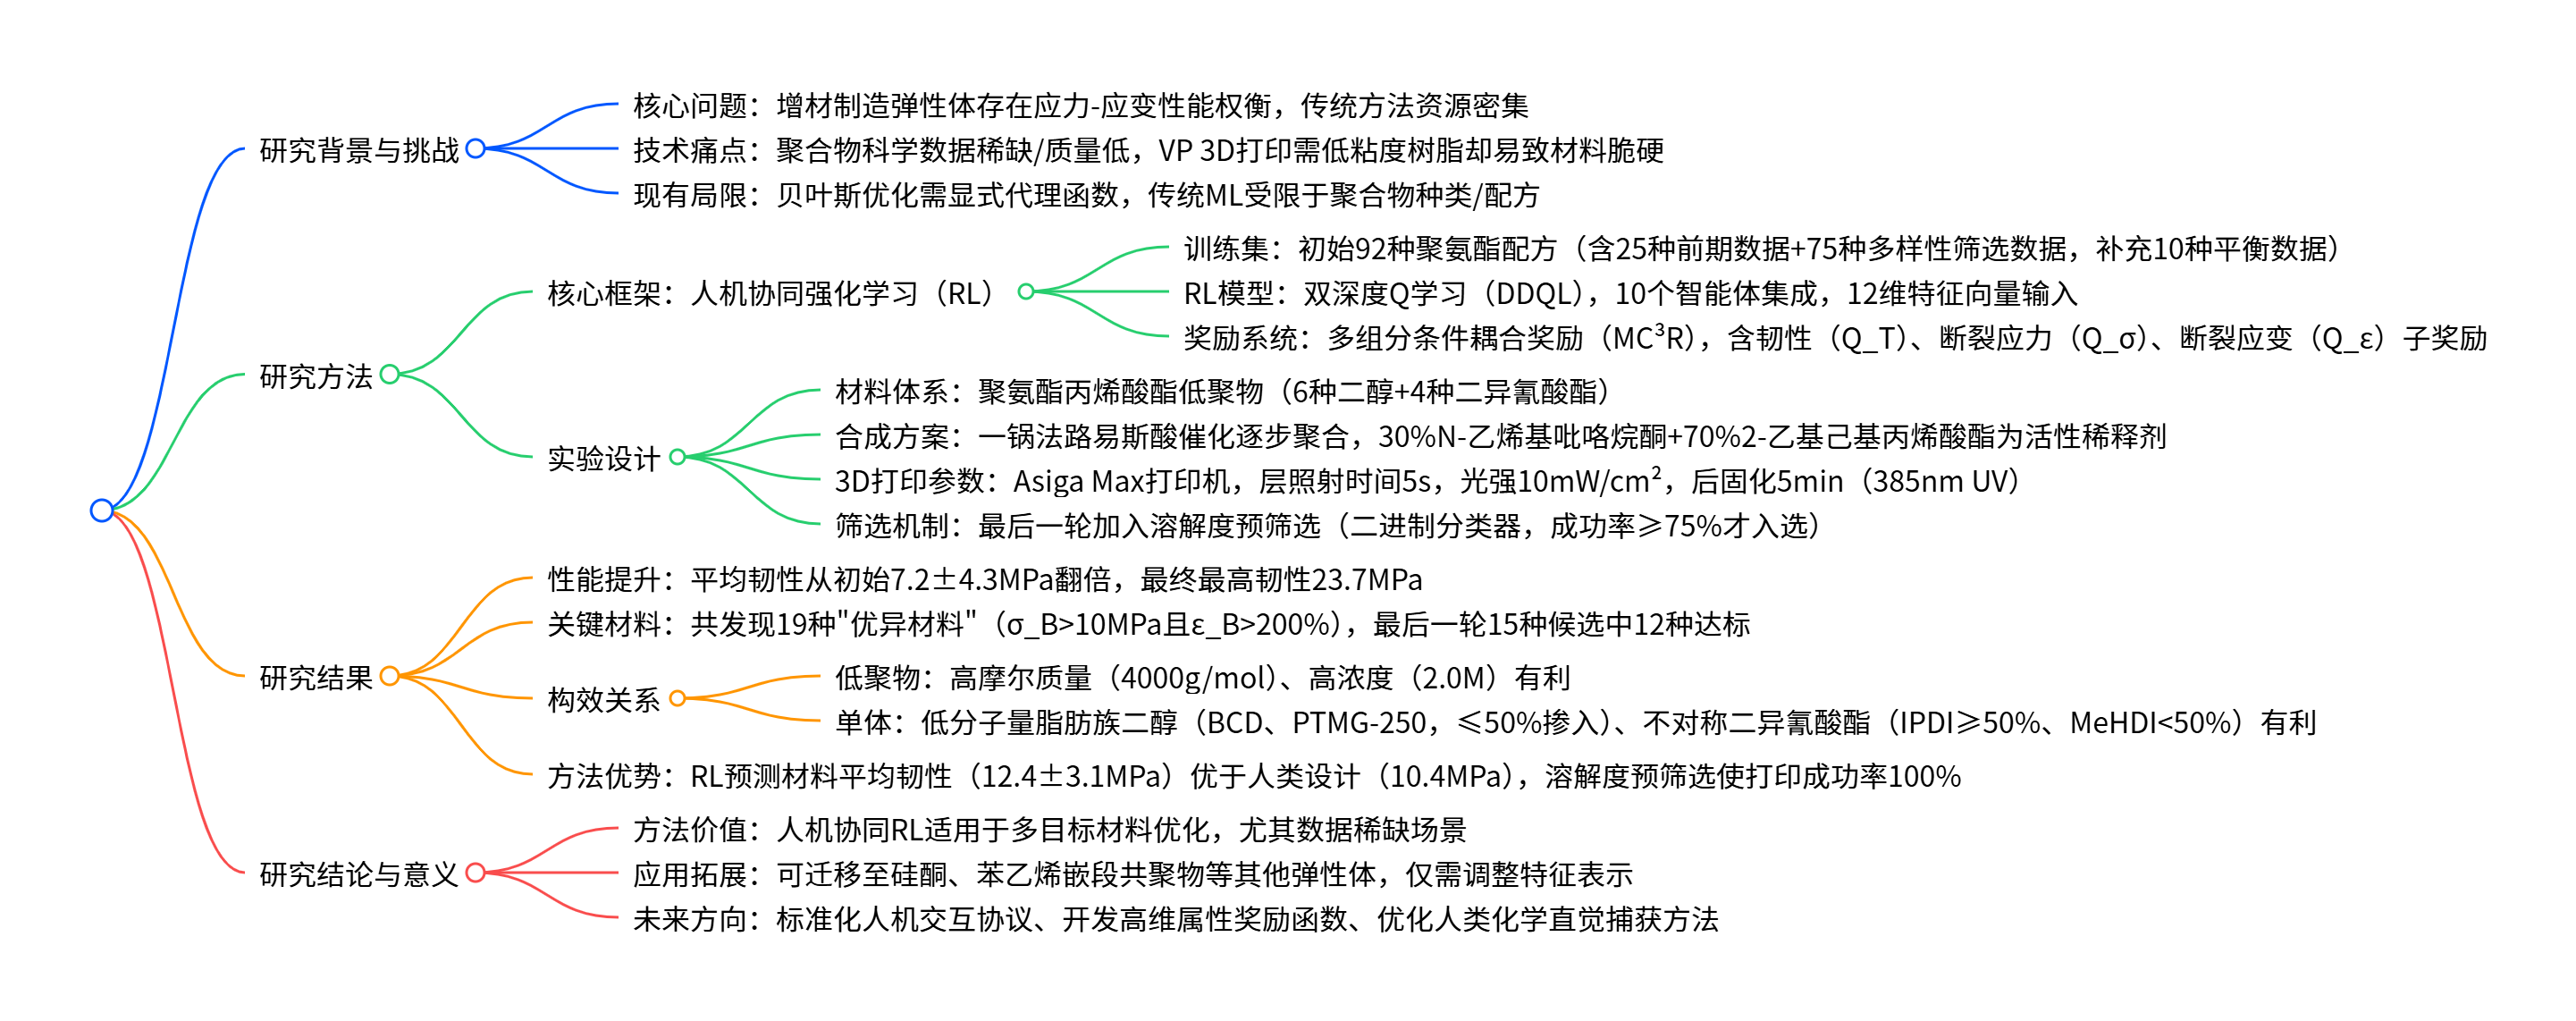 研究背景与挑战
核心问题：增材制造弹性体存在应力-应变性能权衡，传统方法资源密集
技术痛点：聚合物科学数据稀缺/质量低，VP 3D打印需低粘度树脂却易致材料脆硬
现有局限：贝叶斯优化需显式代理函数，传统ML受限于聚合物种类/配方
研究方法
核心框架：人机协同强化学习（RL）
训练集：初始92种聚氨酯配方（含25种前期数据+75种多样性筛选数据，补充10种平衡数据）
RL模型：双深度Q学习（DDQL），10个智能体集成，12维特征向量输入
奖励系统：多组分条件耦合奖励（MC³R），含韧性（Q_T）、断裂应力（Q_σ）、断裂应变（Q_ε）子奖励
实验设计
材料体系：聚氨酯丙烯酸酯低聚物（6种二醇+4种二异氰酸酯）
合成方案：一锅法路易斯酸催化逐步聚合，30%N-乙烯基吡咯烷酮+70%2-乙基己基丙烯酸酯为活性稀释剂
3D打印参数：Asiga Max打印机，层照射时间5s，光强10mW/cm²，后固化5min（385nm UV）
筛选机制：最后一轮加入溶解度预筛选（二进制分类器，成功率≥75%才入选）
研究结果
性能提升：平均韧性从初始7.2±4.3MPa翻倍，最终最高韧性23.7MPa
关键材料：共发现19种"优异材料"（σ_B>10MPa且ε_B>200%），最后一轮15种候选中12种达标
构效关系
低聚物：高摩尔质量（4000g/mol）、高浓度（2.0M）有利
单体：低分子量脂肪族二醇（BCD、PTMG-250，≤50%掺入）、不对称二异氰酸酯（IPDI≥50%、MeHDI<50%）有利
方法优势：RL预测材料平均韧性（12.4±3.1MPa）优于人类设计（10.4MPa），溶解度预筛选使打印成功率100%
研究结论与意义
方法价值：人机协同RL适用于多目标材料优化，尤其数据稀缺场景
应用拓展：可迁移至硅酮、苯乙烯嵌段共聚物等其他弹性体，仅需调整特征表示
未来方向：标准化人机交互协议、开发高维属性奖励函数、优化人类化学直觉捕获方法